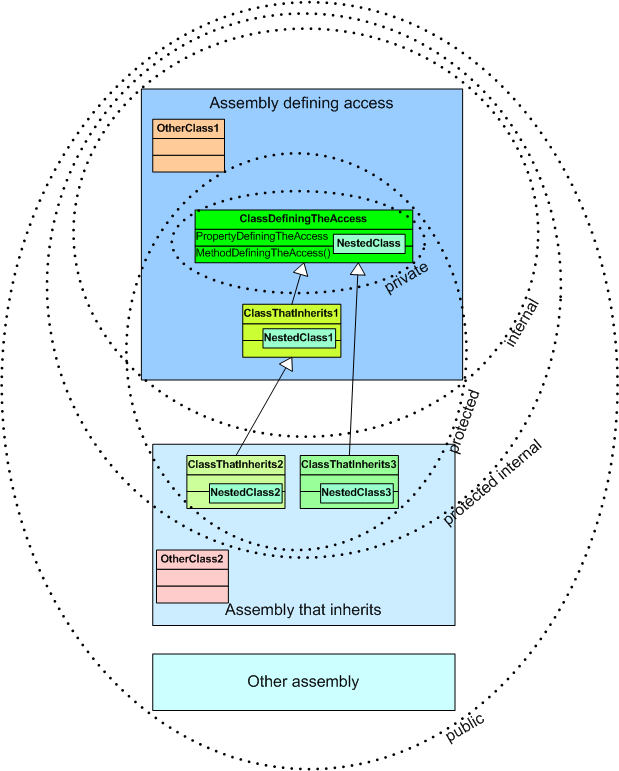 Assembly defining access
OtherClass1
ClassDefiningTheAccess
PropertyDefiningTheAccess
NestedClass
MethodDefiningTheAccess()
private
ClassThatInherits1
NestedClass1
internal
protected
protected internal
ClassThatInherits2
NestedClass2
ClassThatInherits3
NestedClass3
OtherClass2
Assembly that inherits
Other assembly
public